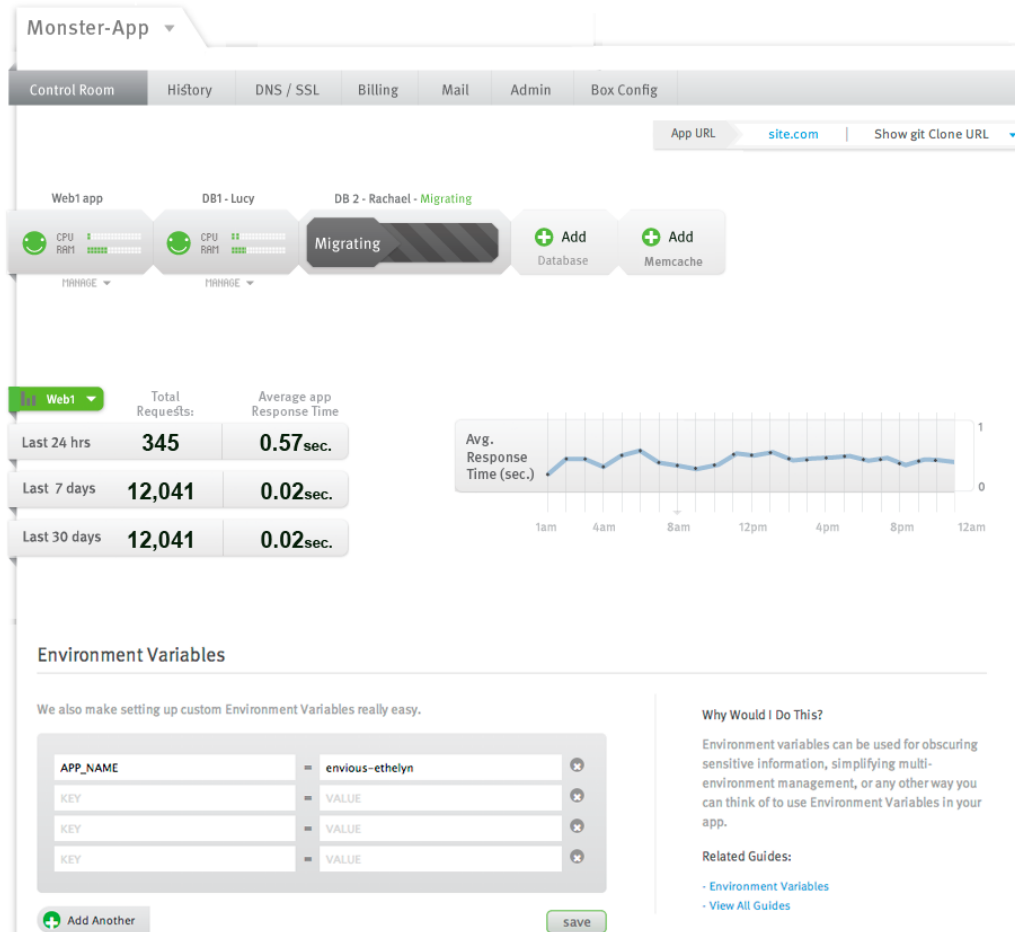 Monster-App
Control Room History DNS / SSL Billing Mail Admin Box Config
App URL site.com | Show git Clone URL
Web1 app DB1 - Lucy DB 2 - Rachael - Migrating
CPU CPU Migrating Add Add
RAM RAM Database Memcache
MANAGE MANAGE
Web1 Total Average app
Requests: Response Time
Last 24 hrs 345 0.57sec.
Last 7 days 12,041 0.02sec.
Last 30 days 12,041 0.02sec.
Avg.
Response
Time (sec.)
1
0
1am 4am 8am 12pm 4pm 8pm 12am
Environment Variables
We also make setting up custom Environment Variables really easy.
APP_NAME = envious-ethelyn
KEY = VALUE
KEY = VALUE
KEY = VALUE
Add Another save
Why Would I Do This?
Environment variables can be used for obscuring
sensitive information, simplifying multi-
environment management, or any other way you
can think of to use Environment Variables in your
app.
Related Guides:
- Environment Variables
- View All Guides